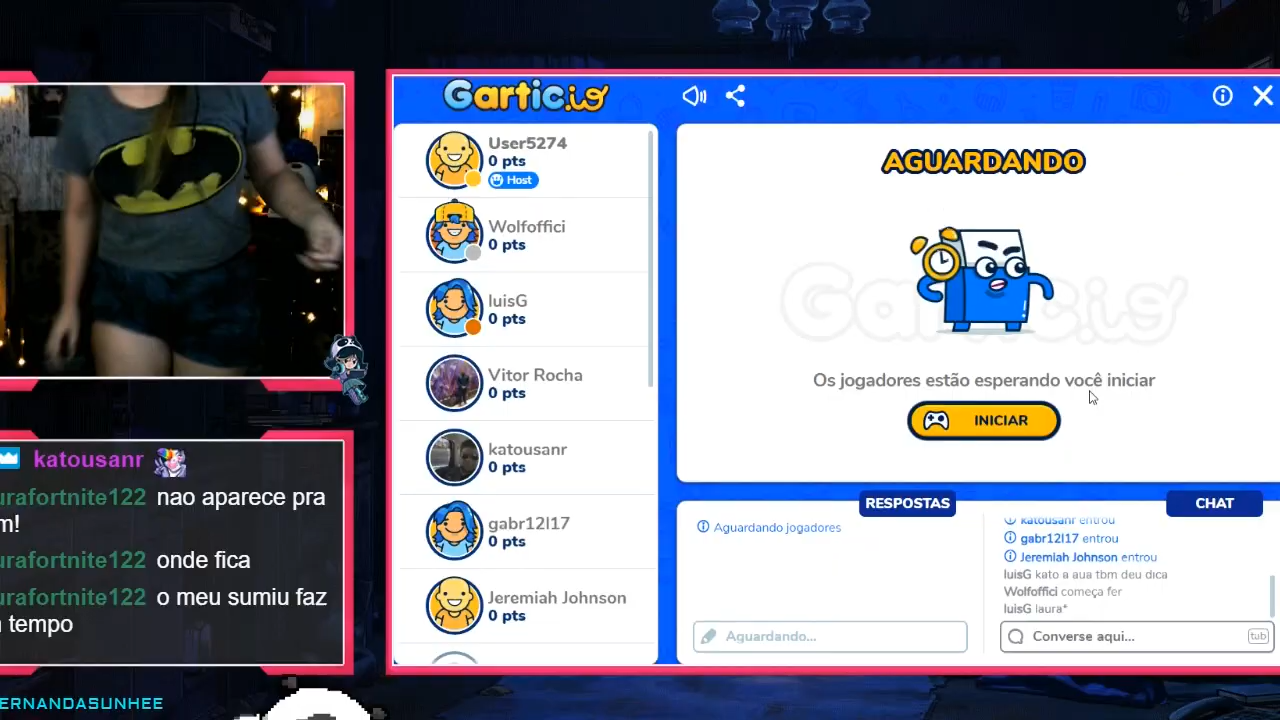 Gartic.io
User5274
0 pts
Host
Wolfoffici
0 pts
luisG
0 pts
Vitor Rocha
0 pts
katousanr
0 pts
gabr12l17
0 pts
Jeremiah Johnson
0 pts
AGUARDANDO
Gartic.io
Os jogadores estão esperando você iniciar
INICIAR
RESPOSTAS
Aguardando jogadores
Aguardando...
CHAT
katousanr entrou
gabr12l17 entrou
Jeremiah Johnson entrou
luisG kato a aua tbm deu dica
Wolfoffici começa fer
luisG laura*
Converse aqui...
tub
katousanr
urafortnite122 nao aparece pra
m!
urafortnite122 onde fica
urafortnite122 o meu sumiu faz
tempo
ERNANDASUNHEE